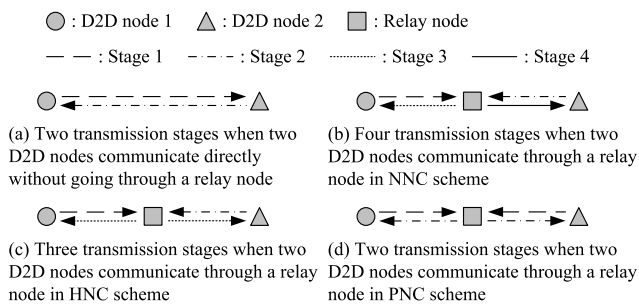 : D2D node 1 : D2D node 2 : Relay node
: Stage 1 : Stage 2 : Stage 3 : Stage 4
(a) Two transmission stages when two
D2D nodes communicate directly
without going through a relay node
(b) Four transmission stages when two
D2D nodes communicate through a relay
node in NNC scheme
(c) Three transmission stages when two
D2D nodes communicate through a relay
node in HNC scheme
(d) Two transmission stages when two
D2D nodes communicate through a relay
node in PNC scheme